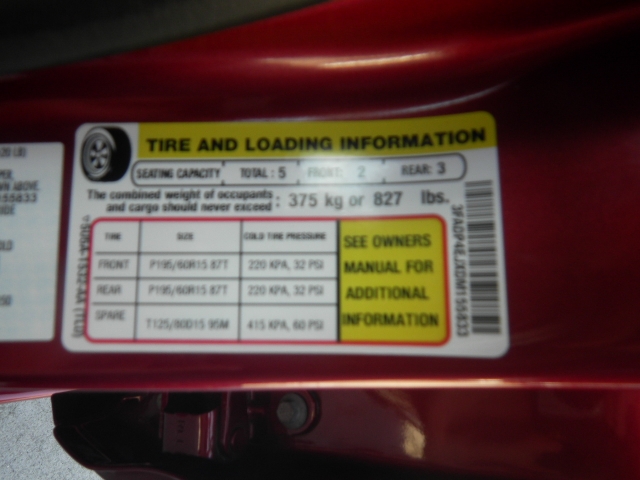 TIRE AND LOADING INFORMATION
SEATING CAPACITY TOTAL: 5 FRONT: 2 REAR: 3
The combined weight of occupants
and cargo should never exceed: 375 kg or 827 lbs.
TIRE SIZE COLD TIRE PRESSURE
FRONT P195/60R15 87T 220 KPA, 32 PSI
REAR P195/60R15 87T 220 KPA, 32 PSI
SPARE T125/80D15 95M 415 KPA, 60 PSI
SEE OWNERS
MANUAL FOR
ADDITIONAL
INFORMATION